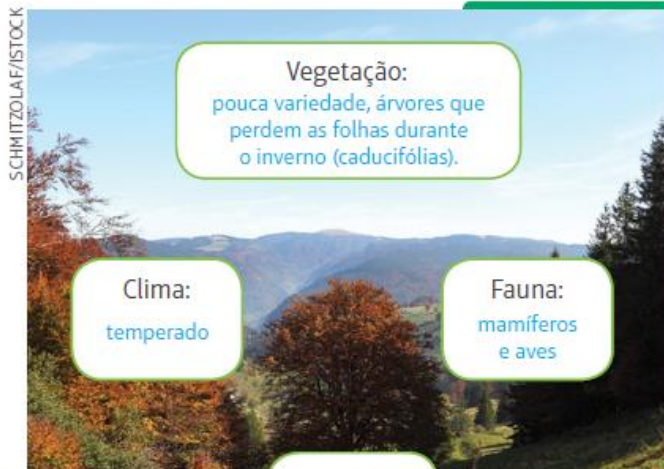 SCHMITZOLAF/ISTOCK
Vegetação:
pouca variedade, árvores que
perdem as folhas durante
o inverno (caducifólias).
Clima:
temperado
Fauna:
mamíferos
e aves